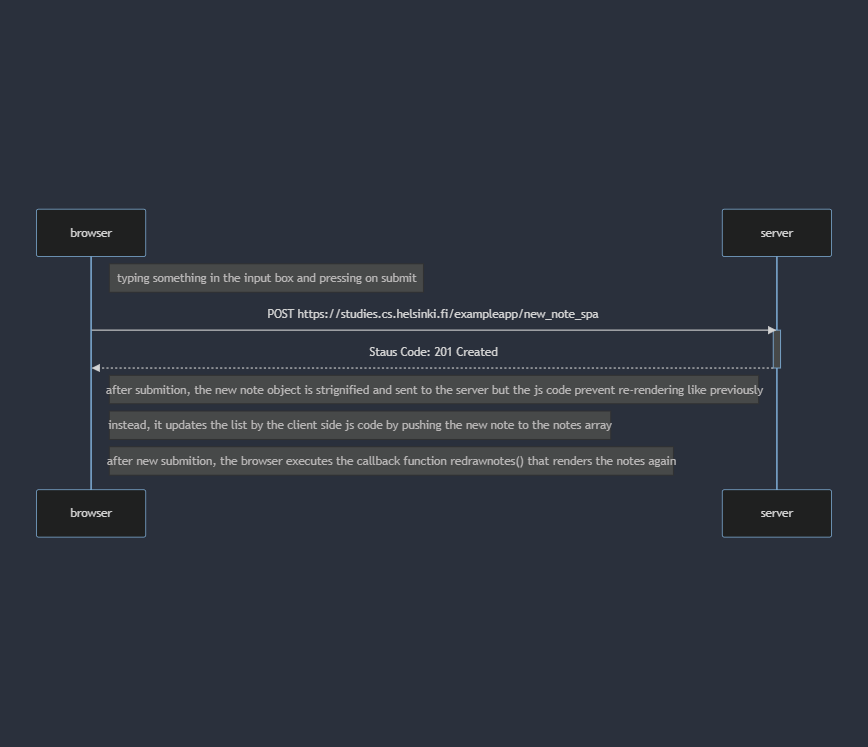 browser
server
typing something in the input box and pressing on submit
POST https://studies.cs.helsinki.fi/exampleapp/new_note_spa
Staus Code: 201 Created
after submition, the new note object is strignified and sent to the server but the js code prevent re-rendering like previously
instead, it updates the list by the client side js code by pushing the new note to the notes array
after new submition, the browser executes the callback function redrawnotes() that renders the notes again
browser
server